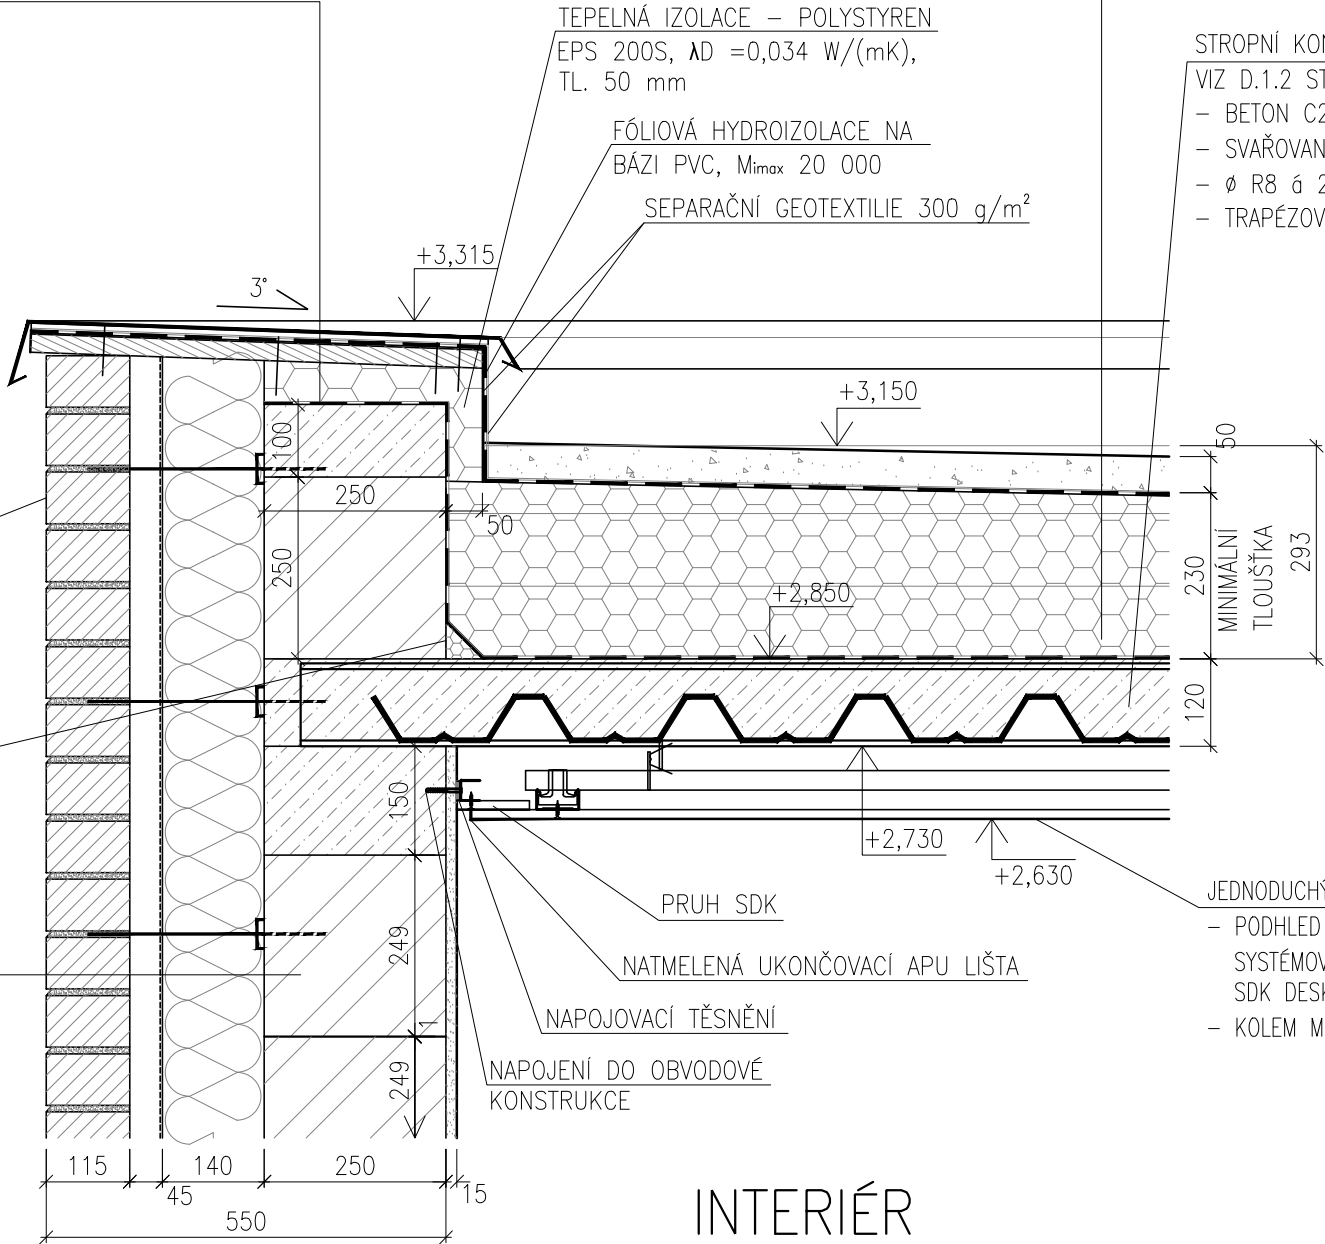 TEPELNÁ IZOLACE – POLYSTYREN
EPS 200S, λD =0,034 W/(mK),
TL. 50 mm
FÓLIOVÁ HYDROIZOLACE NA
BÁZI PVC, Mimax 20 000
SEPARAČNÍ GEOTEXTILIE 300 g/m²
STROPNÍ KON
VIZ D.1.2 ST
– BETON C2
– SVAŘOVAN
– ø R8 á 2
– TRAPÉZOV
+3,315
3°
+3,150
50
100
250
50
250
+2,850
230
MINIMÁLNÍ
TLOUŠŤKA
293
120
150
+2,730
+2,630
PRUH SDK
NATMELENÁ UKONČOVACÍ APU LIŠTA
NAPOJOVACÍ TĚSNĚNÍ
NAPOJENÍ DO OBVODOVÉ
KONSTRUKCE
JEDNODUCHÝ
– PODHLED
SYSTÉMOV
SDK DESK
– KOLEM M
249
1
249
115
45
140
250
15
550
INTERIÉR